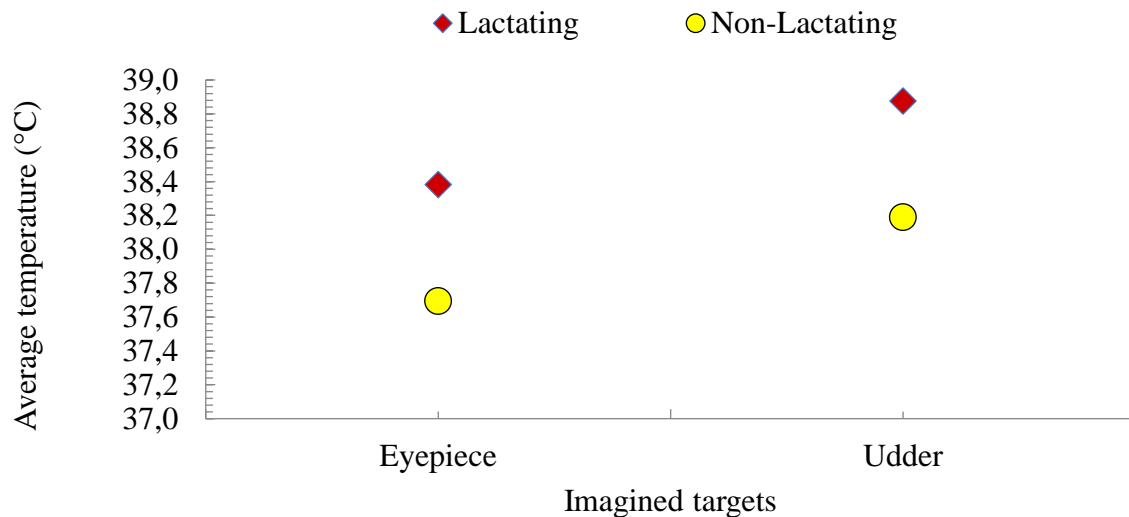 Lactating
Non-Lactating
Average temperature (°C)
39,0
38,8
38,6
38,4
38,2
38,0
37,8
37,6
37,4
37,2
37,0
Eyepiece
Udder
Imagined targets